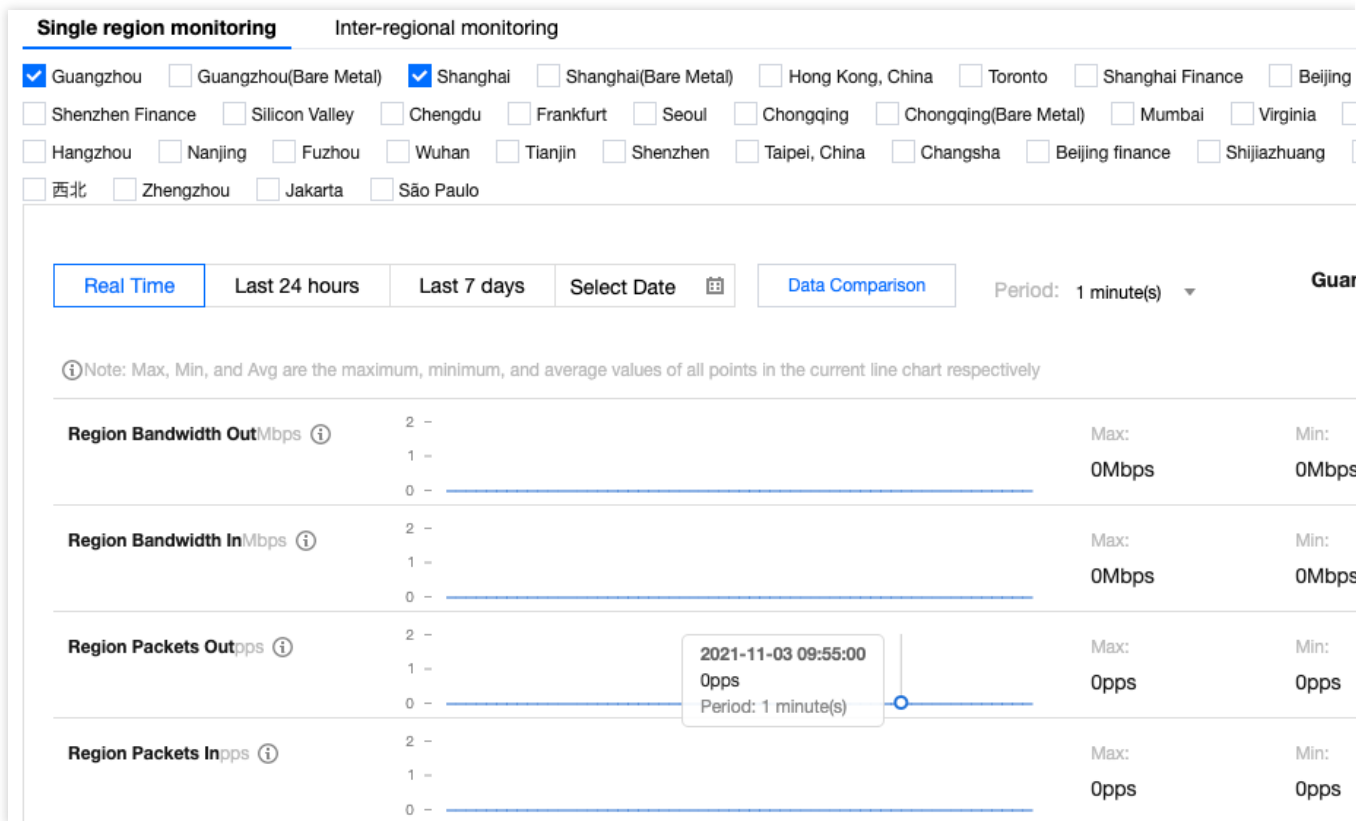 Single region monitoring Inter-regional monitoring
Guangzhou Guangzhou(Bare Metal) Shanghai Shanghai(Bare Metal) Hong Kong, China Toronto Shanghai Finance Beijing
Shenzhen Finance Silicon Valley Chengdu Frankfurt Seoul Chongqing Chongqing(Bare Metal) Mumbai Virginia
Hangzhou Nanjing Fuzhou Wuhan Tianjin Shenzhen Taipei, China Changsha Beijing finance Shijiazhuang
西北 Zhengzhou Jakarta São Paulo
Real Time Last 24 hours Last 7 days Select Date Data Comparison Period: 1 minute(s) Guar
Note: Max, Min, and Avg are the maximum, minimum, and average values of all points in the current line chart respectively
Region Bandwidth OutMbps 2 Max: Min:
1 0Mbps 0Mbps
0
Region Bandwidth InMbps 2 Max: Min:
1 0Mbps 0Mbps
0
Region Packets Outpps 2 Max: Min:
1 0pps 0pps
0
2021-11-03 09:55:00
0pps
Period: 1 minute(s)
Region Packets Inpps 2 Max: Min:
1 0pps 0pps
0